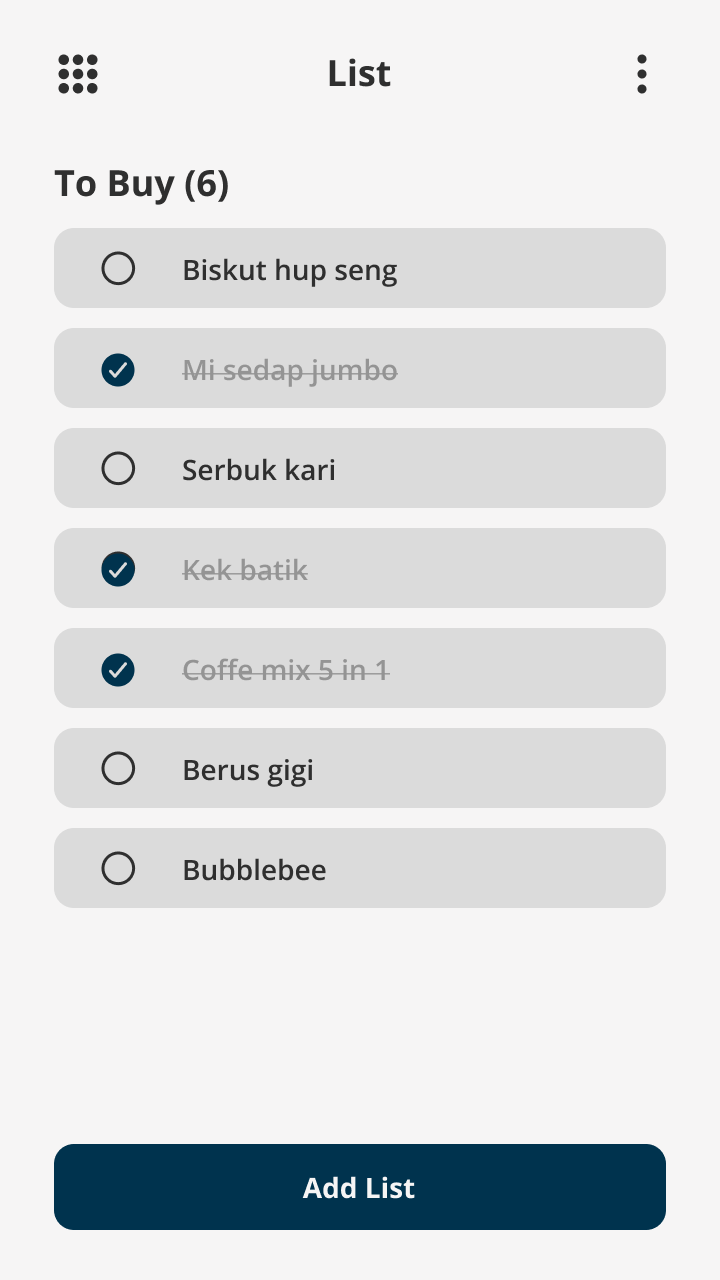 List
To Buy (6)
Biskut hup seng
Mi sedap jumbo
Serbuk kari
Kek batik
Coffe mix 5 in 1
Berus gigi
Bubblebee
Add List